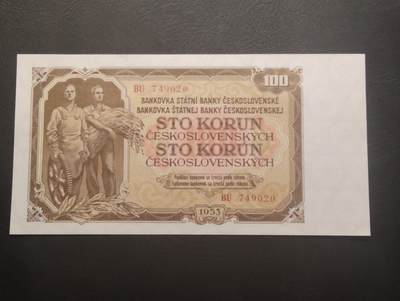 100
BU 749020
BANKOVKA STÁTNÍ BANKY ČESKOSLOVENSKÉ
BANKOVKA ŠTÁTNEJ BANKY ČESKOSLOVENSKEJ
STO KORUN
ČESKOSLOVENSKÝCH
STO KORUN
ČESKOSLOVENSKÝCH
BU 749020
1953